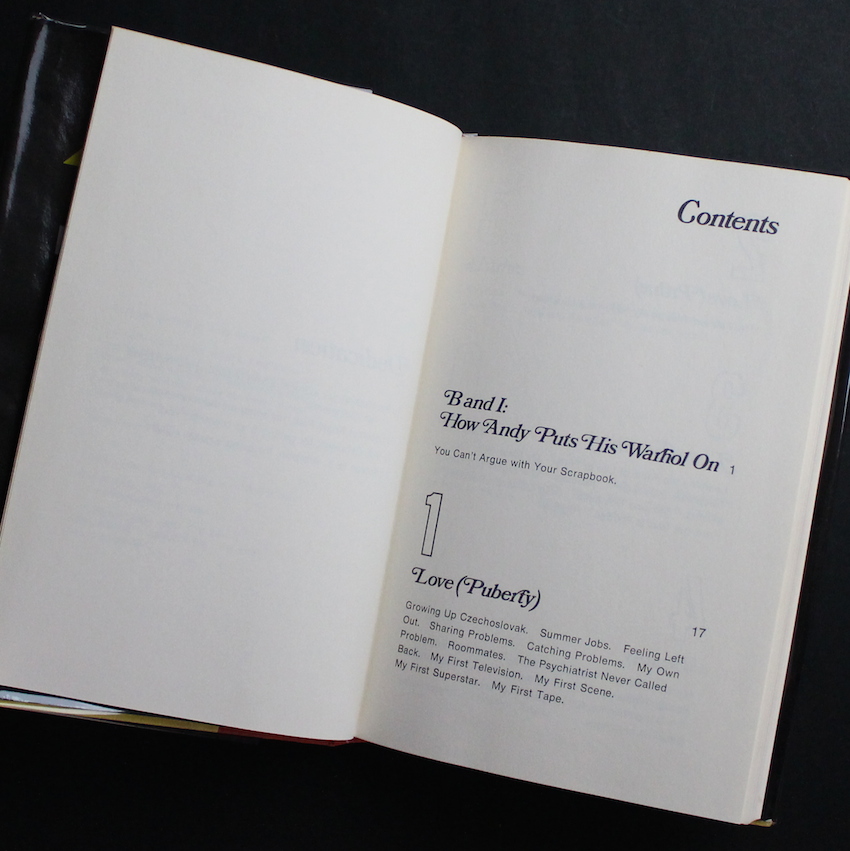 Contents
B and I:
How Andy Puts His Warhol On 1
You Can't Argue with Your Scrapbook.
1
Love (Puberty)
17
Growing Up Czechoslovak. Summer Jobs. Feeling Left
Out. Sharing Problems. Catching Problems. My Own
Problem. Roommates. The Psychiatrist Never Called
Back. My First Television. My First Scene.
My First Superstar. My First Tape.